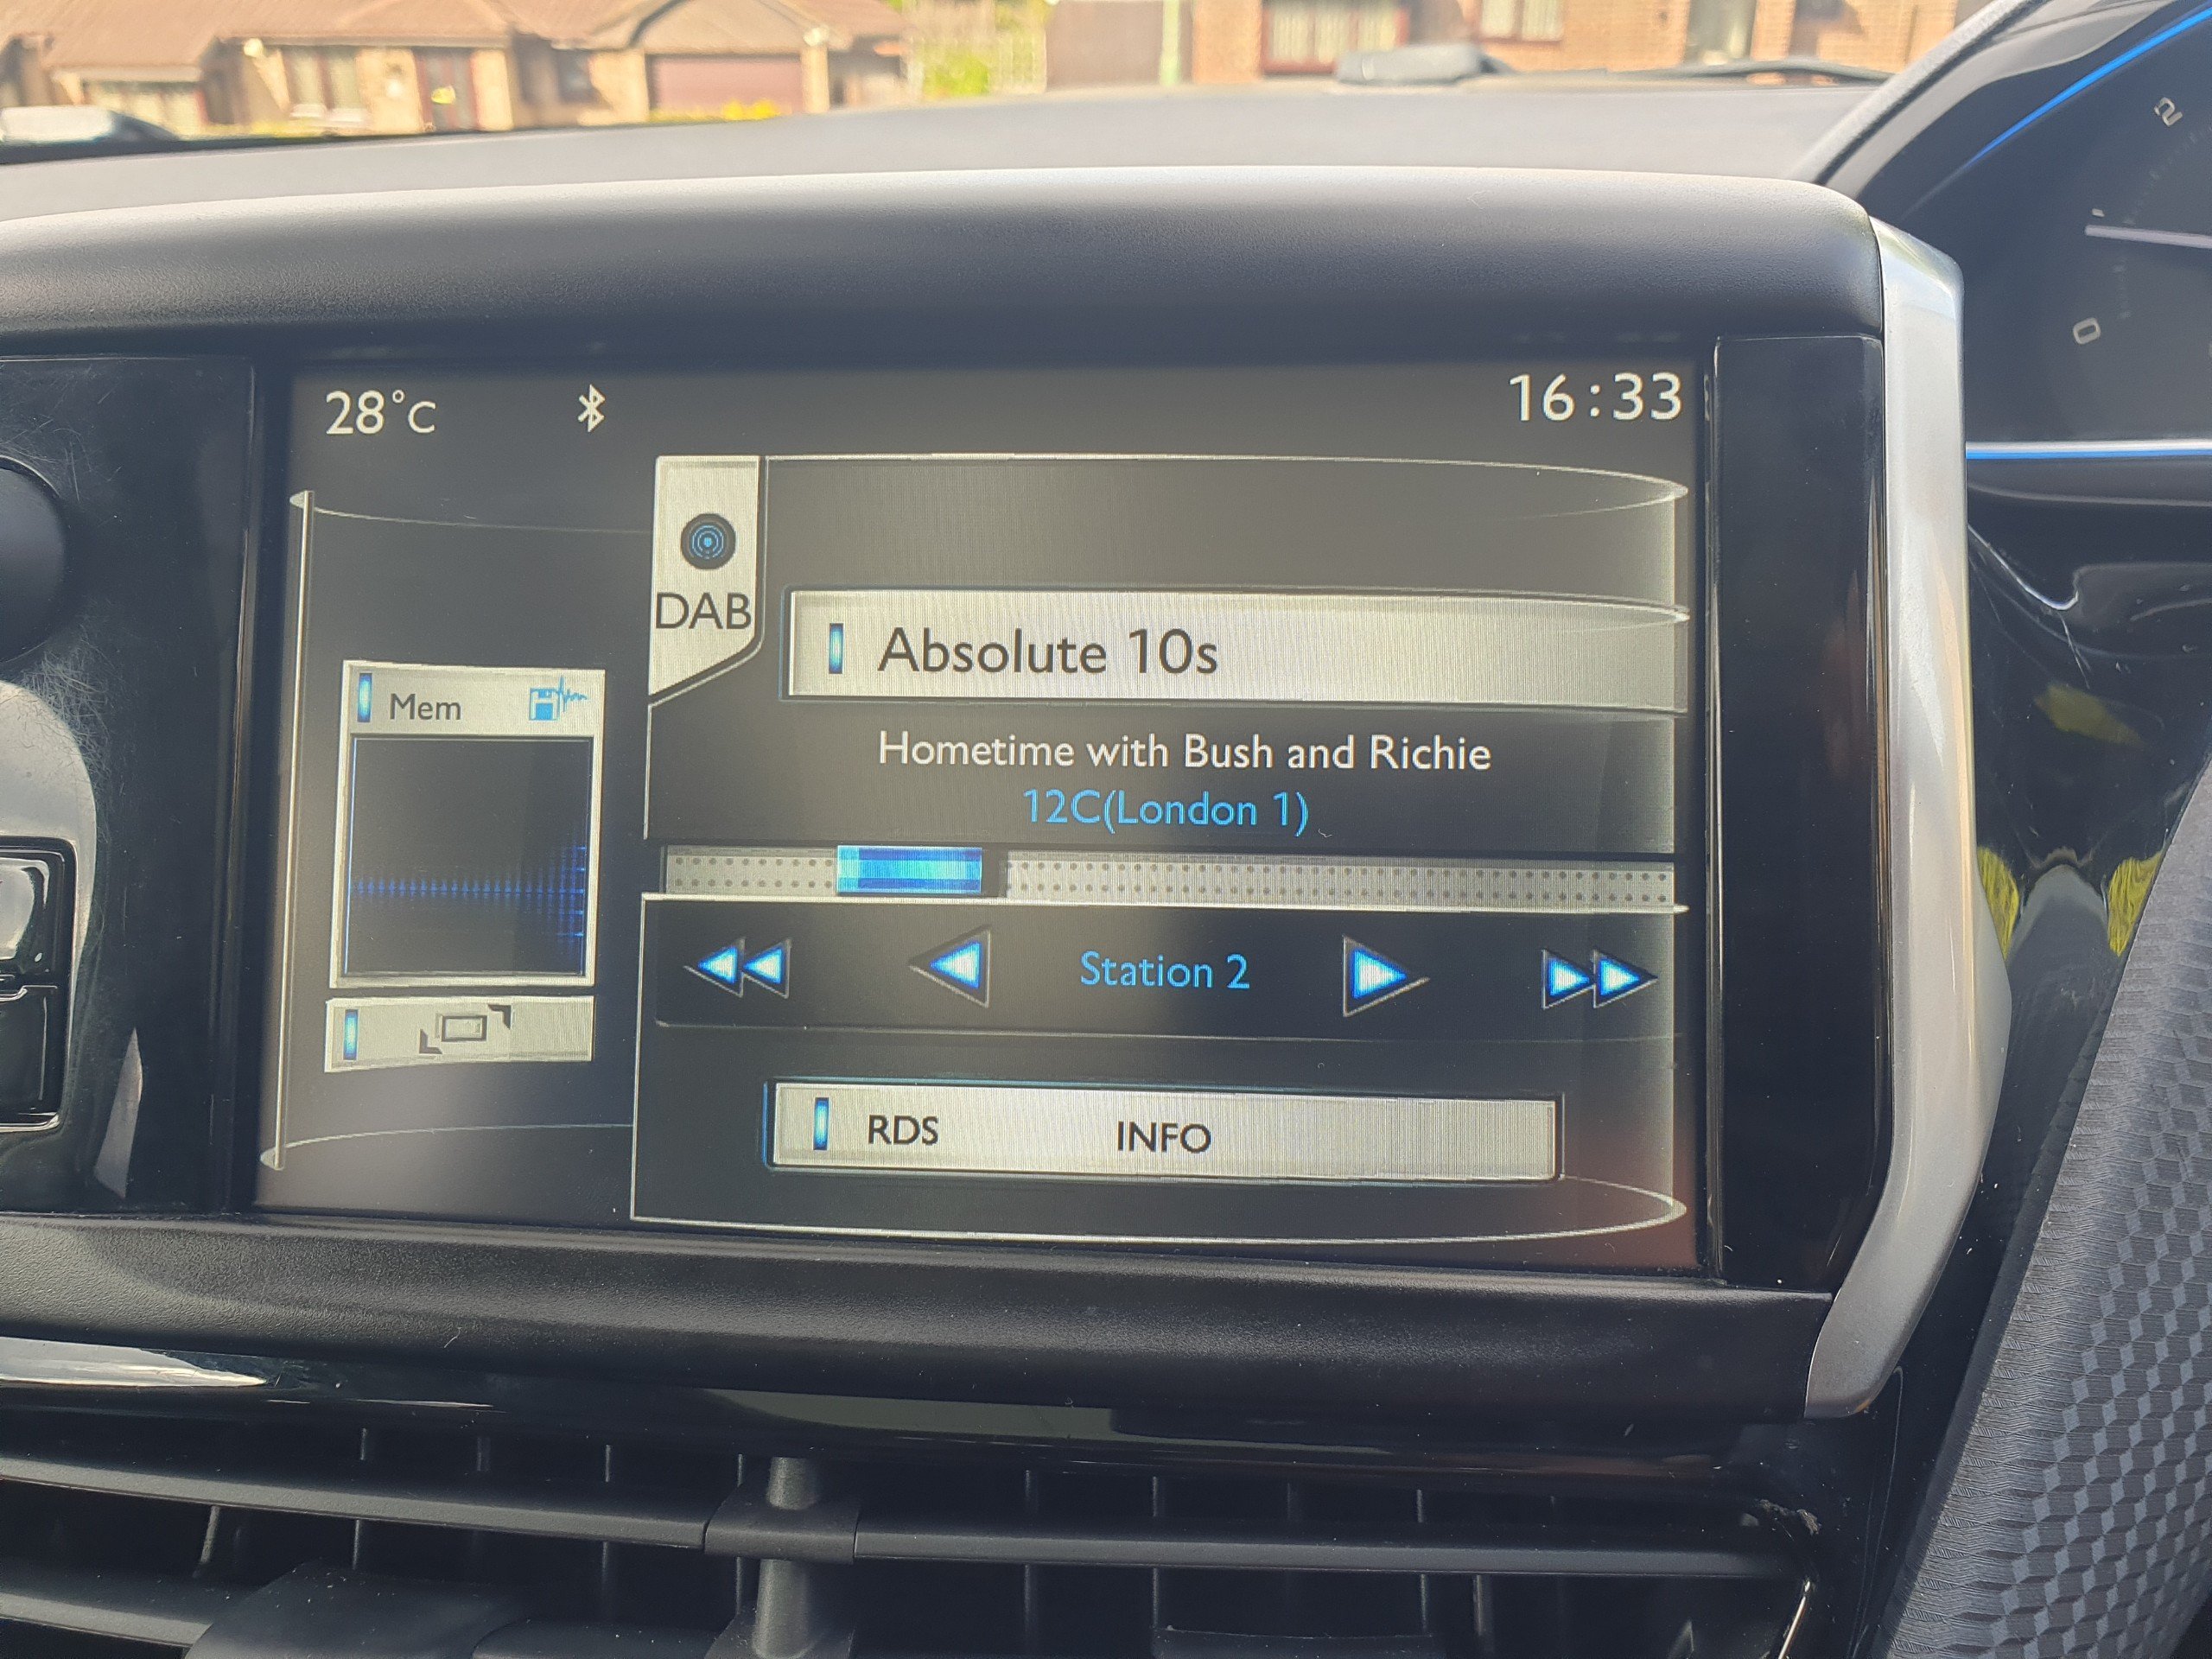 28°C
16:33
DAB
Absolute 10s
Mem
Hometime with Bush and Richie
12C(London 1)
Station 2
RDS INFO
2
1
0